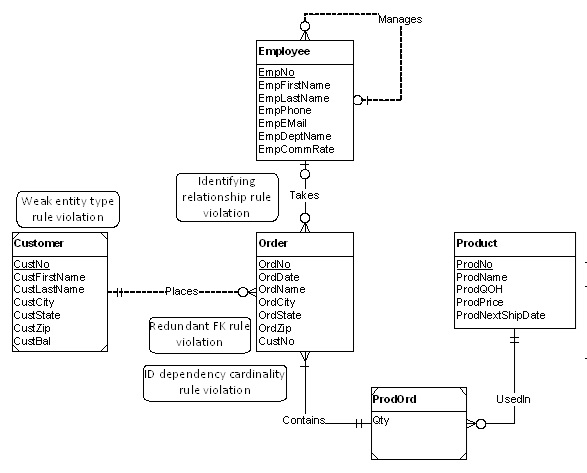 Manages
Employee
EmpNo
EmpFirstName
EmpLastName
EmpPhone
EmpEMail
EmpDeptName
EmpCommRate
Identifying
relationship rule
violation
Takes
Weak entity type
rule violation
Customer
CustNo
CustFirstName
CustLastName
CustCity
CustState
CustZip
CustBal
Places
Order
OrdNo
OrdDate
OrdName
OrdCity
OrdState
OrdZip
CustNo
Product
ProdNo
ProdName
ProdQOH
ProdPrice
ProdNextShipDate
Redundant FK rule
violation
ID dependency cardinality
rule violation
Contains
ProdOrd
Qty
UsedIn